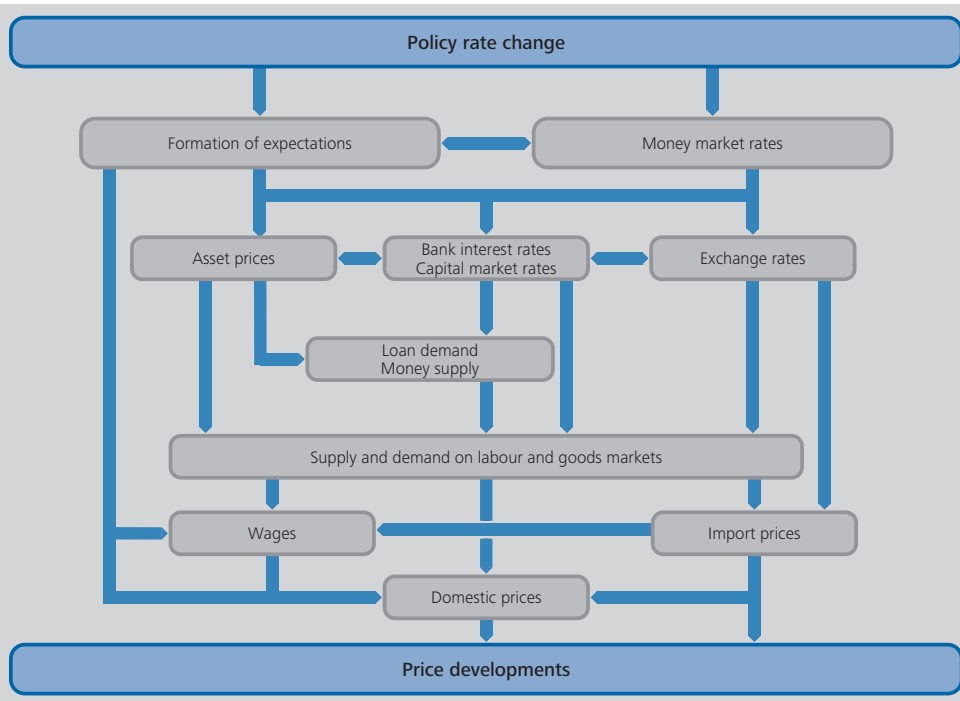 Policy rate change
Formation of expectations
Money market rates
Asset prices
Bank interest rates
Capital market rates
Exchange rates
Loan demand
Money supply
Supply and demand on labour and goods markets
Wages
Import prices
Domestic prices
Price developments